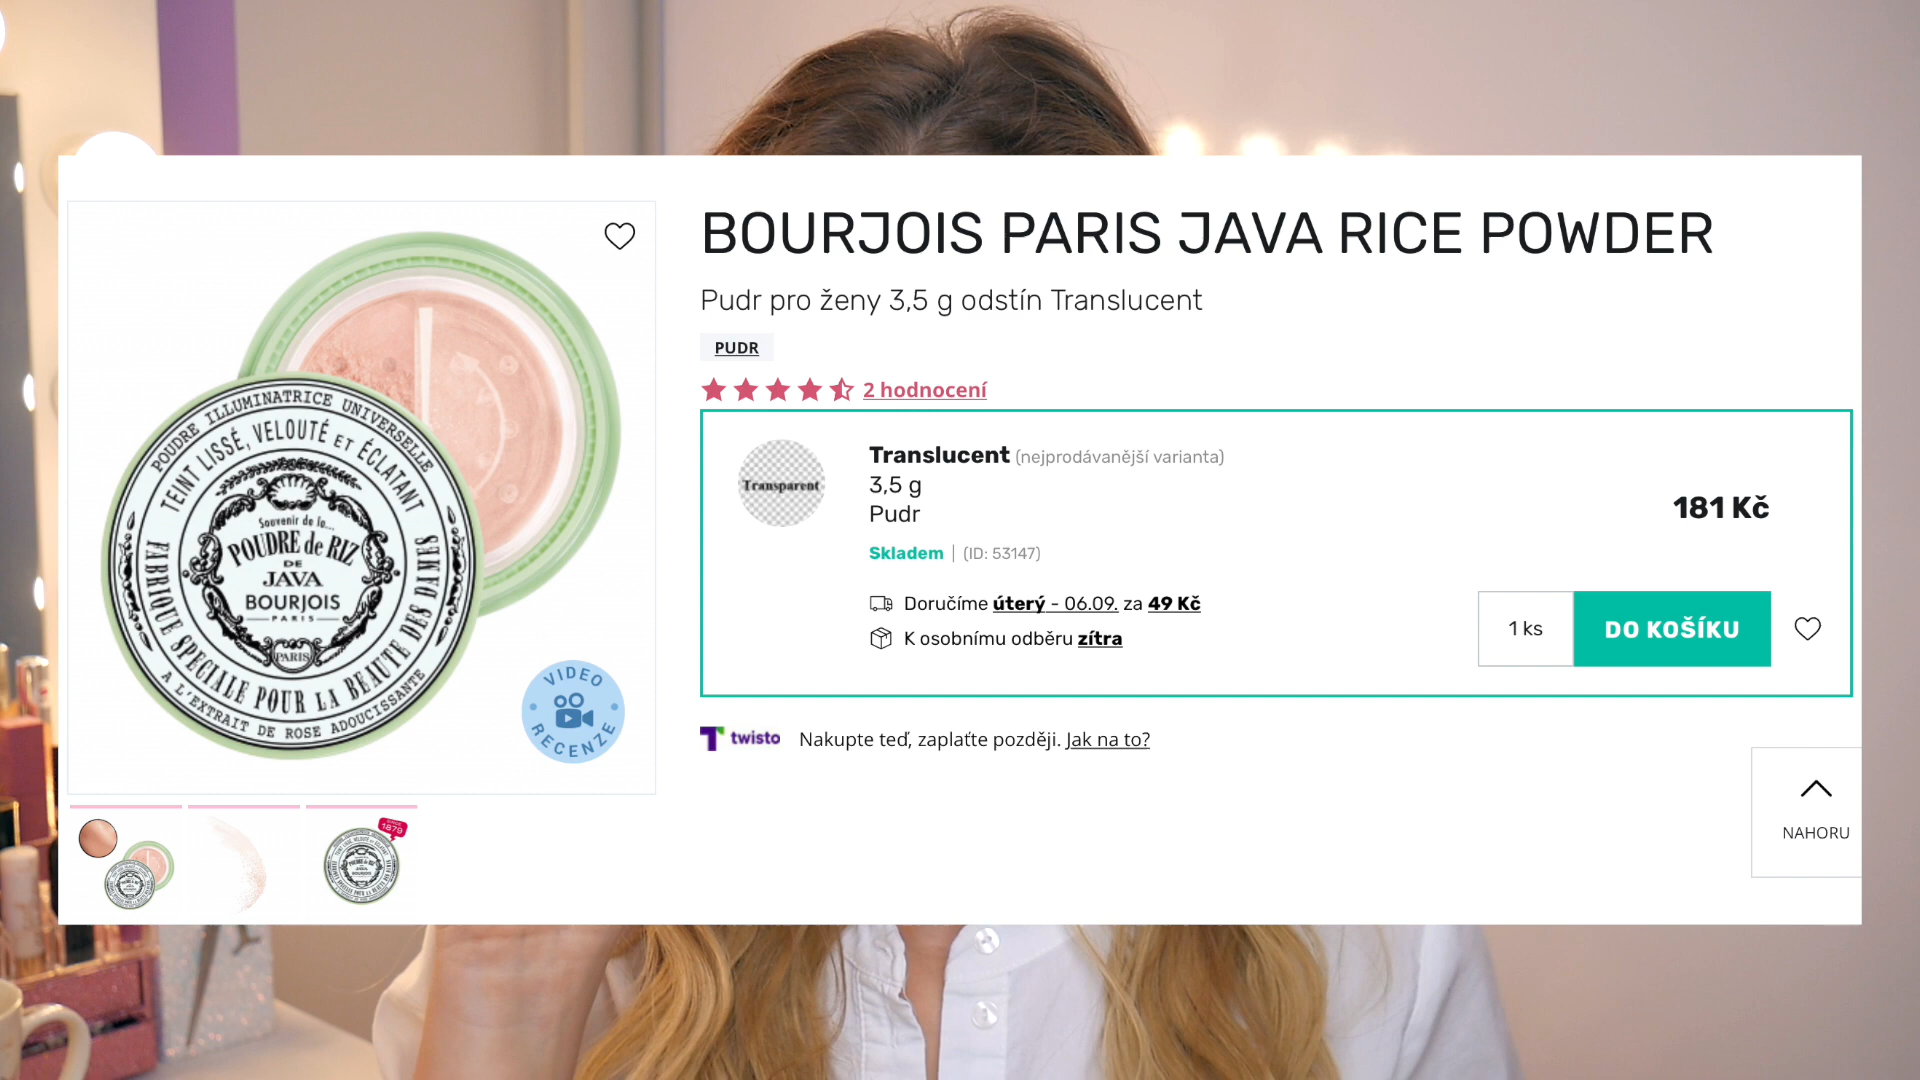 BOURJOIS PARIS JAVA RICE POWDER
Pudr pro ženy 3,5 g odstín Translucent
PUDR
2 hodnocení
Transparent
Translucent (nejprodávanější varianta)
3,5 g
Pudr
181 Kč
Skladem | (ID: 53147)
Doručíme úterý - 06.09. za 49 Kč
K osobnímu odběru zítra
1 ks
DO KOŠÍKU
twisto
Nakupte teď, zaplaťte později. Jak na to?
NAHORU
POUDRE ILLUMINATRICE UNIVERSELLE
TEINT LISSÉ, VELOUTÉ ET ÉCLATANT
Souvenir de la...
POUDRE de RIZ
DE
JAVA
BOURJOIS
PARIS
PARIS
FABRIQUE SPÉCIALE POUR LA BEAUTÉ DES DAMES
A L'EXTRAIT DE ROSE ADOUCISSANTE
VIDEO
RECENZE
SINCE
1879